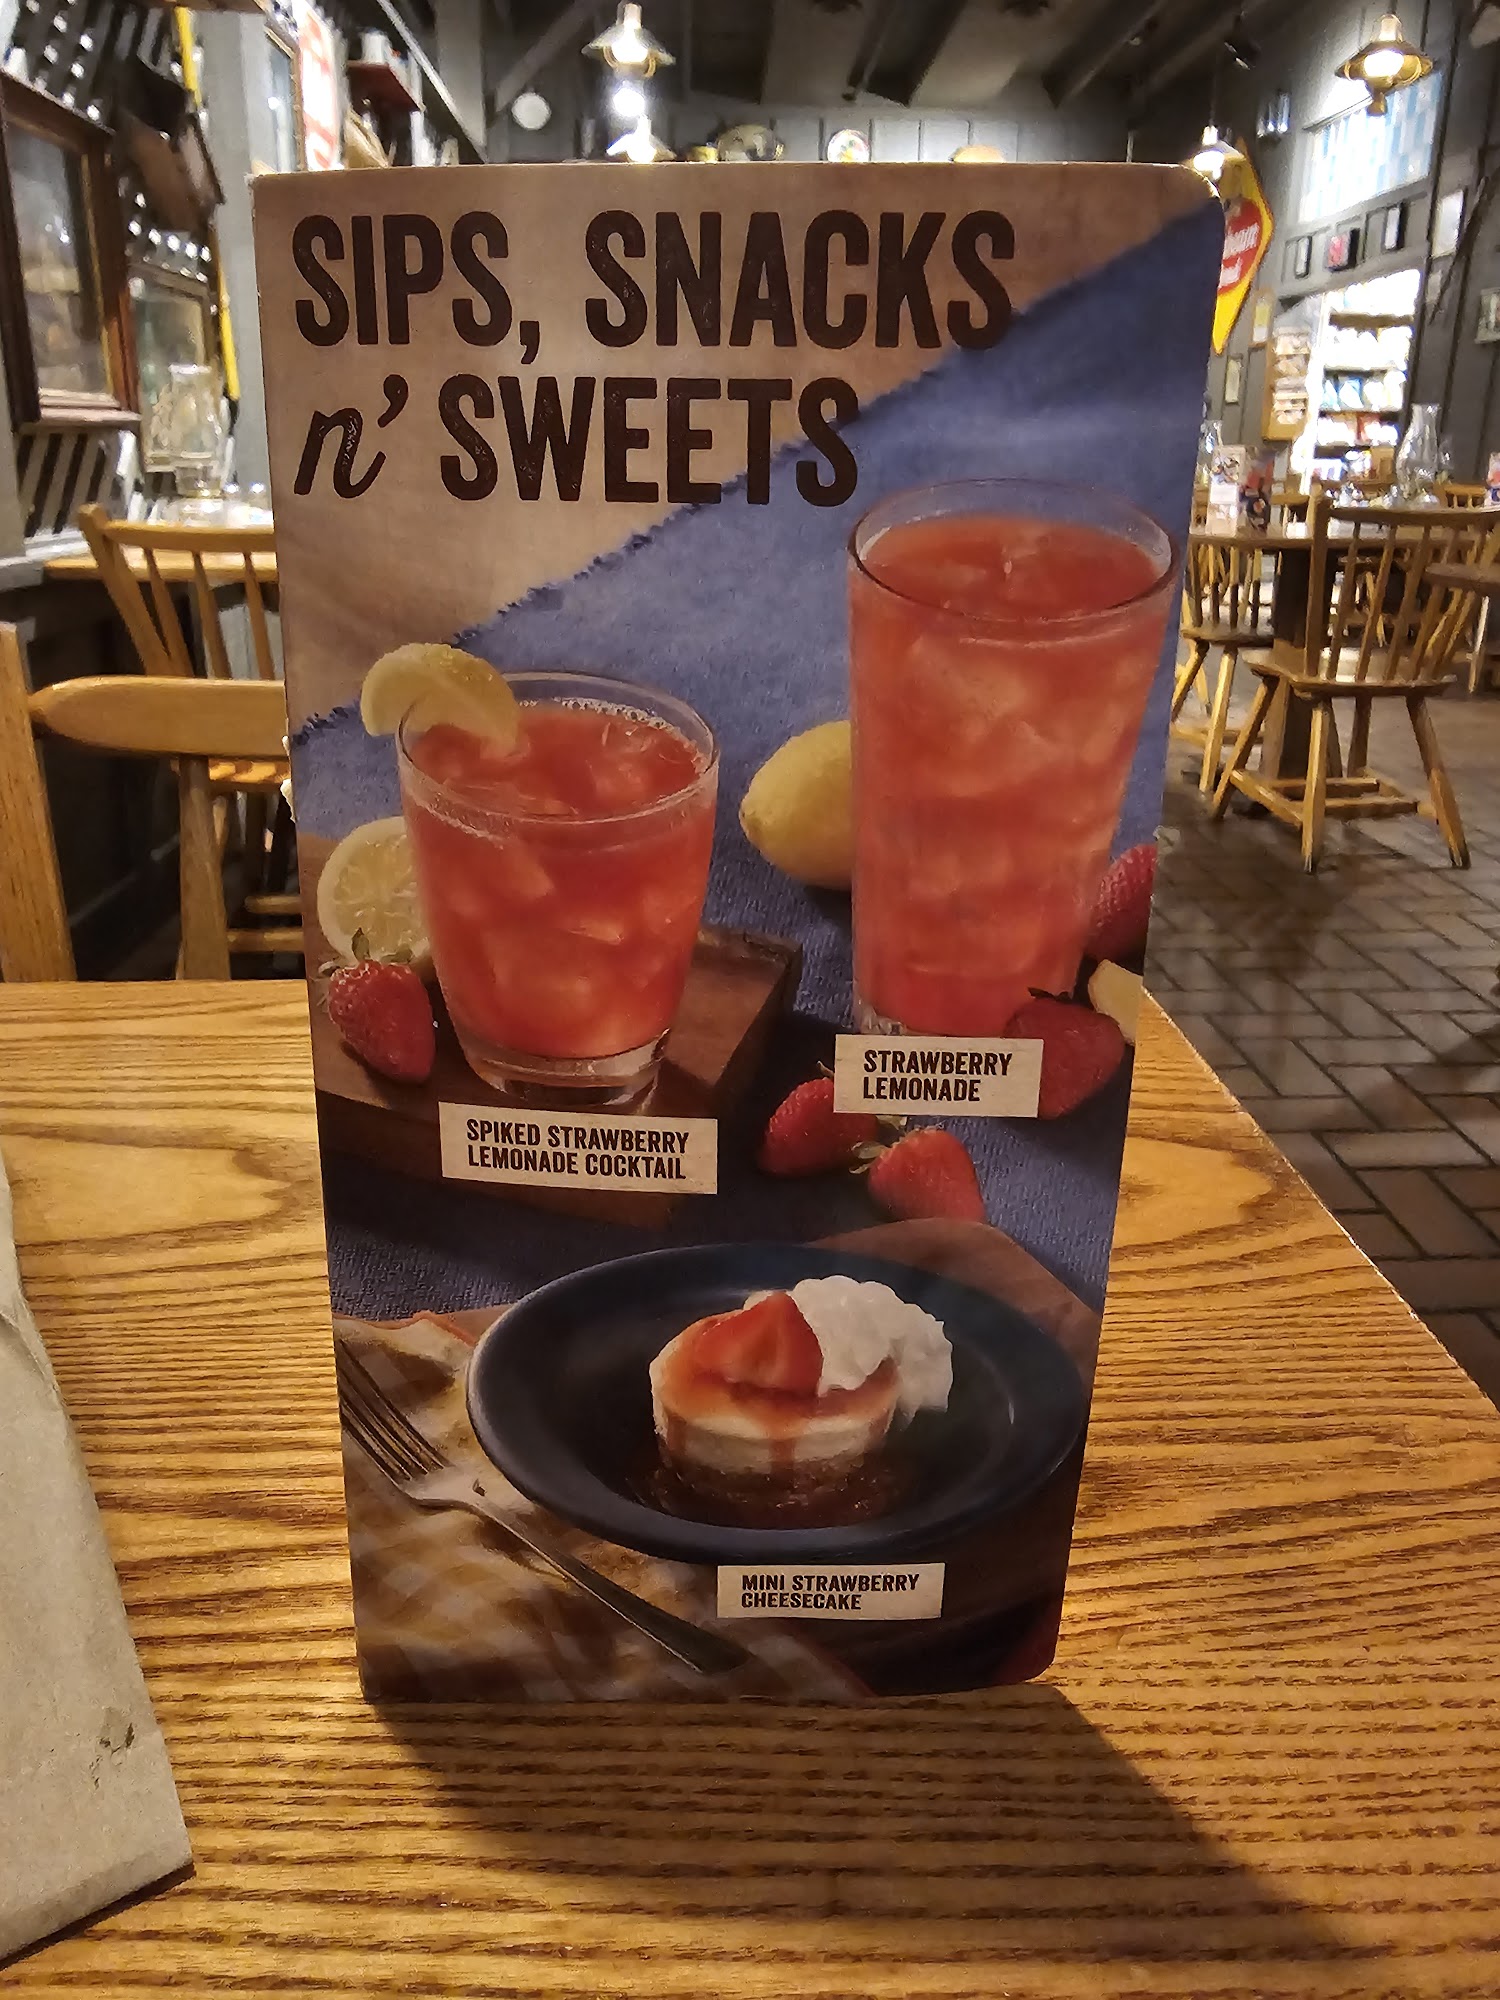 SIPS, SNACKS
n' SWEETS
SPIKED STRAWBERRY
LEMONADE COCKTAIL
STRAWBERRY
LEMONADE
MINI STRAWBERRY
CHEESECAKE